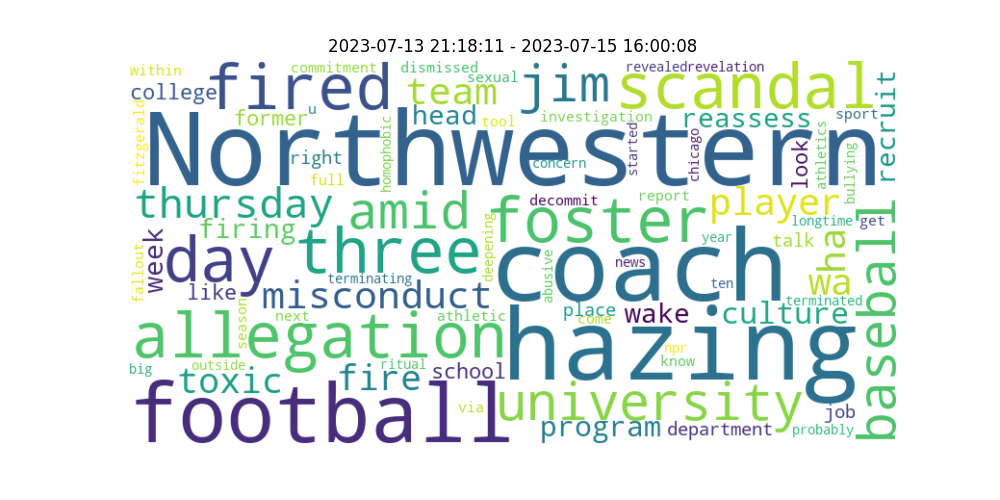 2023-07-13 21:18:11 - 2023-07-15 16:00:08
within
commitment
dismissed
revealedrevelation
college
fired
team
sexual
jim
scandal
recruit
former
u
head
tool
investigation
reassess
sport
fitzgerald
Northwestern
homophobic
right
full
concern
started
chicago
look
athletics
bullying
decommit
report
thursday
amid
foster
player
longtime
get
firing
year
talk
week
day
three
deepening
coach
news
waha
baseball
fallout
terminating
abusive
ten
like
misconduct
place
come
wake
culture
terminated
season
next
athletic
allegation
hazing
npr
know
big
outside
ritual
toxic
fire
school
football
via
university
job
program
department
probably